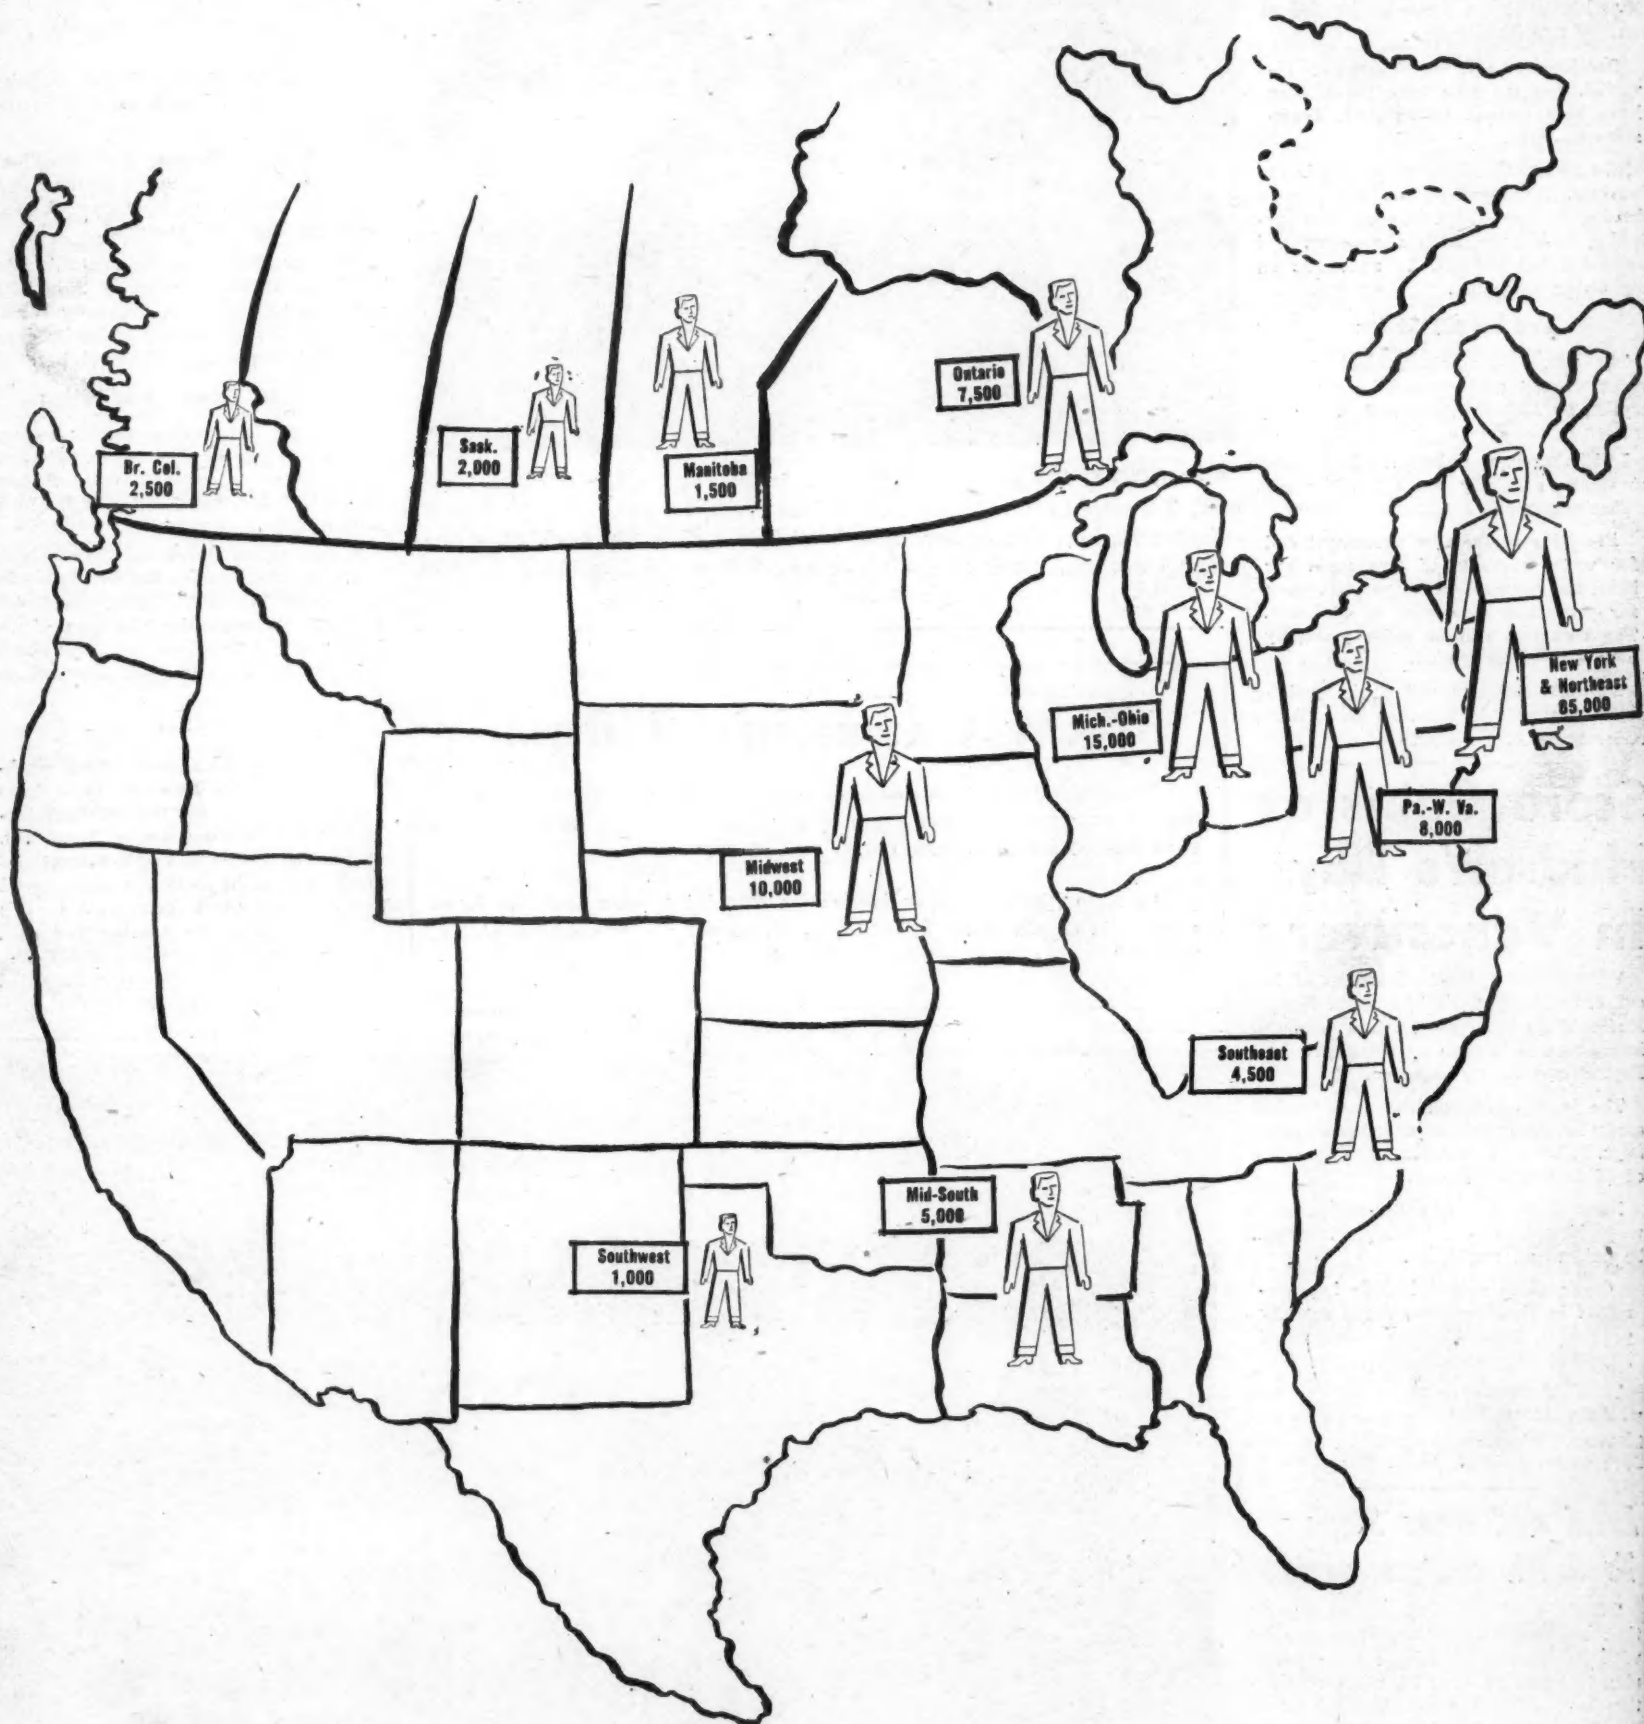 Ontario
7,500
Sask.
2,000
Manitoba
1,500
Br. Col.
2,500
New York
& Northeast
65,000
Mich.-Ohio
15,000
Pa.-W. Va.
8,000
Midwest
10,000
Southeast
4,500
Mid-South
5,000
Southwest
1,000